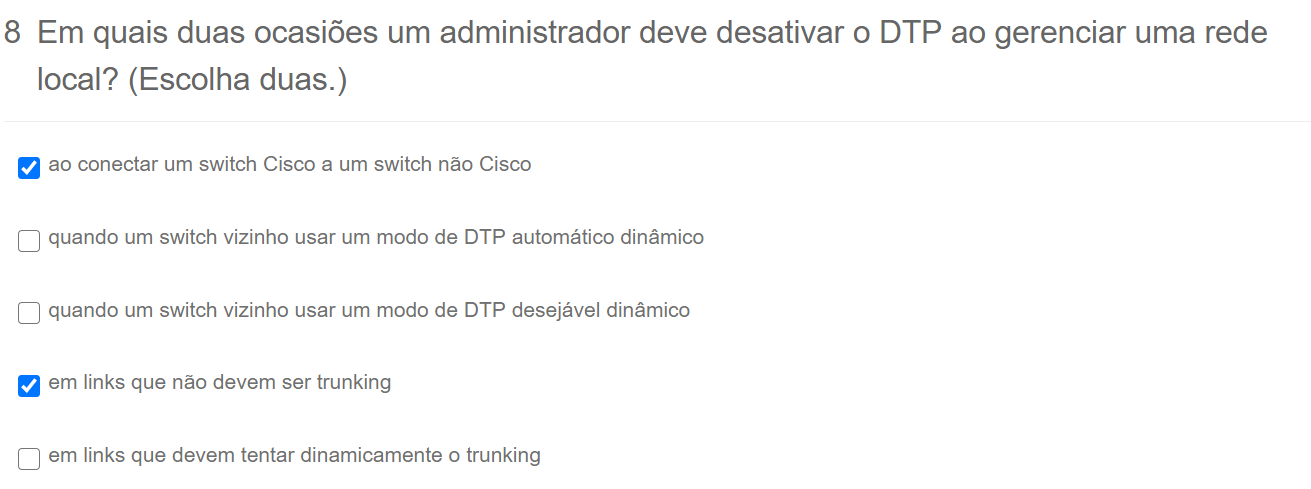 8 Em quais duas ocasiões um administrador deve desativar o DTP ao gerenciar uma rede
local? (Escolha duas.)
ao conectar um switch Cisco a um switch não Cisco
quando um switch vizinho usar um modo de DTP automático dinâmico
quando um switch vizinho usar um modo de DTP desejável dinâmico
em links que não devem ser trunking
em links que devem tentar dinamicamente o trunking